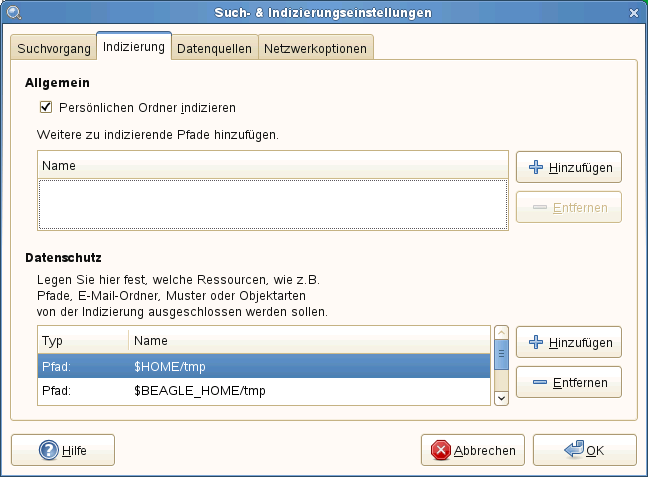 Such- & Indizierungseinstellungen
Suchvorgang Indizierung Datenquellen Netzwerkoptionen
Allgemein
Persönlichen Ordner indizieren
Weitere zu indizierende Pfade hinzufügen.
Name
Hinzufügen
Entfernen
Datenschutz
Legen Sie hier fest, welche Ressourcen, wie z.B.
Pfade, E-Mail-Ordner, Muster oder Objektarten
von der Indizierung ausgeschlossen werden sollen.
Typ Name
Hinzufügen
Pfad: $HOME/tmp
Pfad: $BEAGLE_HOME/tmp
Entfernen
Hilfe Abbrechen OK